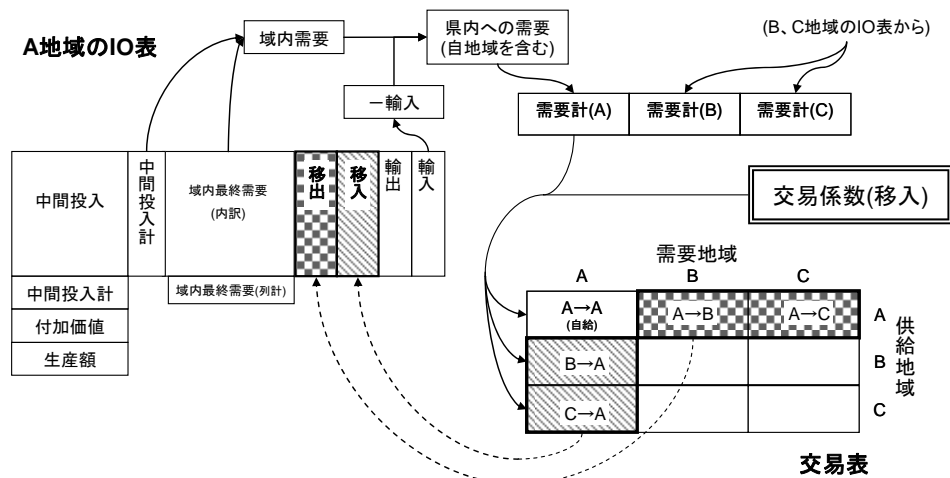 A地域のIO表
域内需要
県内への需要
(自地域を含む)
(B、C地域のIO表から)
－輸入
需要計(A)
需要計(B)
需要計(C)
中間投入
中間投入計
域内最終需要
(内訳)
移出
移入
輸出
輸入
交易係数(移入)
中間投入計
域内最終需要(列計)
付加価値
生産額
需要地域
A
B
C
A→A
(自給)
A→B
A→C
A
B→A
B
C→A
C
供給地域
交易表